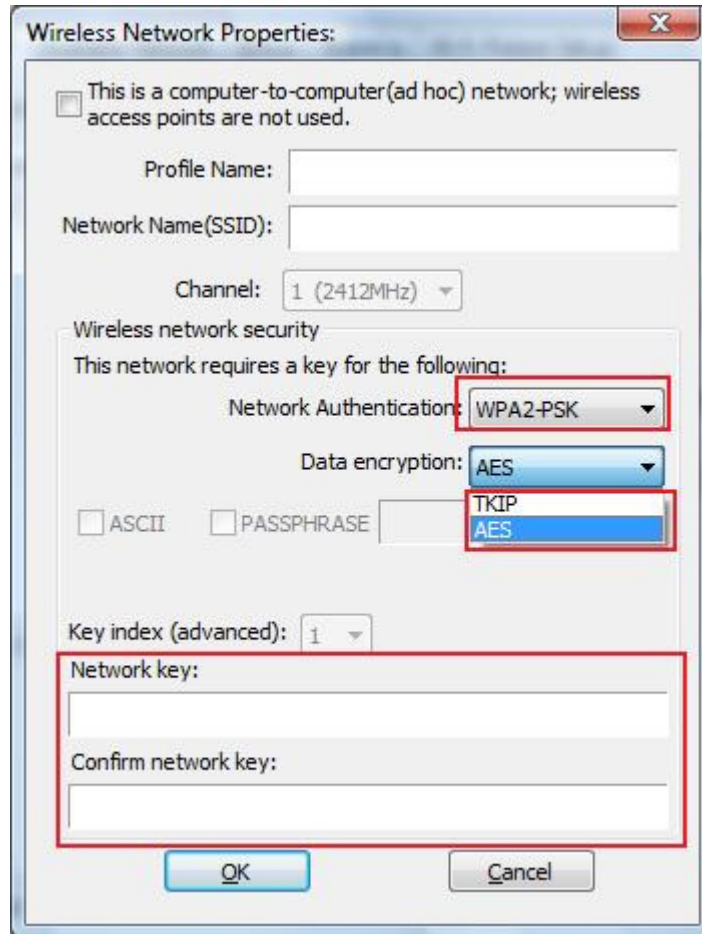 Wireless Network Properties:
This is a computer-to-computer(ad hoc) network; wireless
access points are not used.
Profile Name:
Network Name(SSID):
Channel: 1 (2412MHz)
Wireless network security
This network requires a key for the following:
Network Authentication: WPA2-PSK
Data encryption: AES
TKIP
ASCII PASSPHRASE AES
Key index (advanced): 1
Network key:
Confirm network key:
OK Cancel